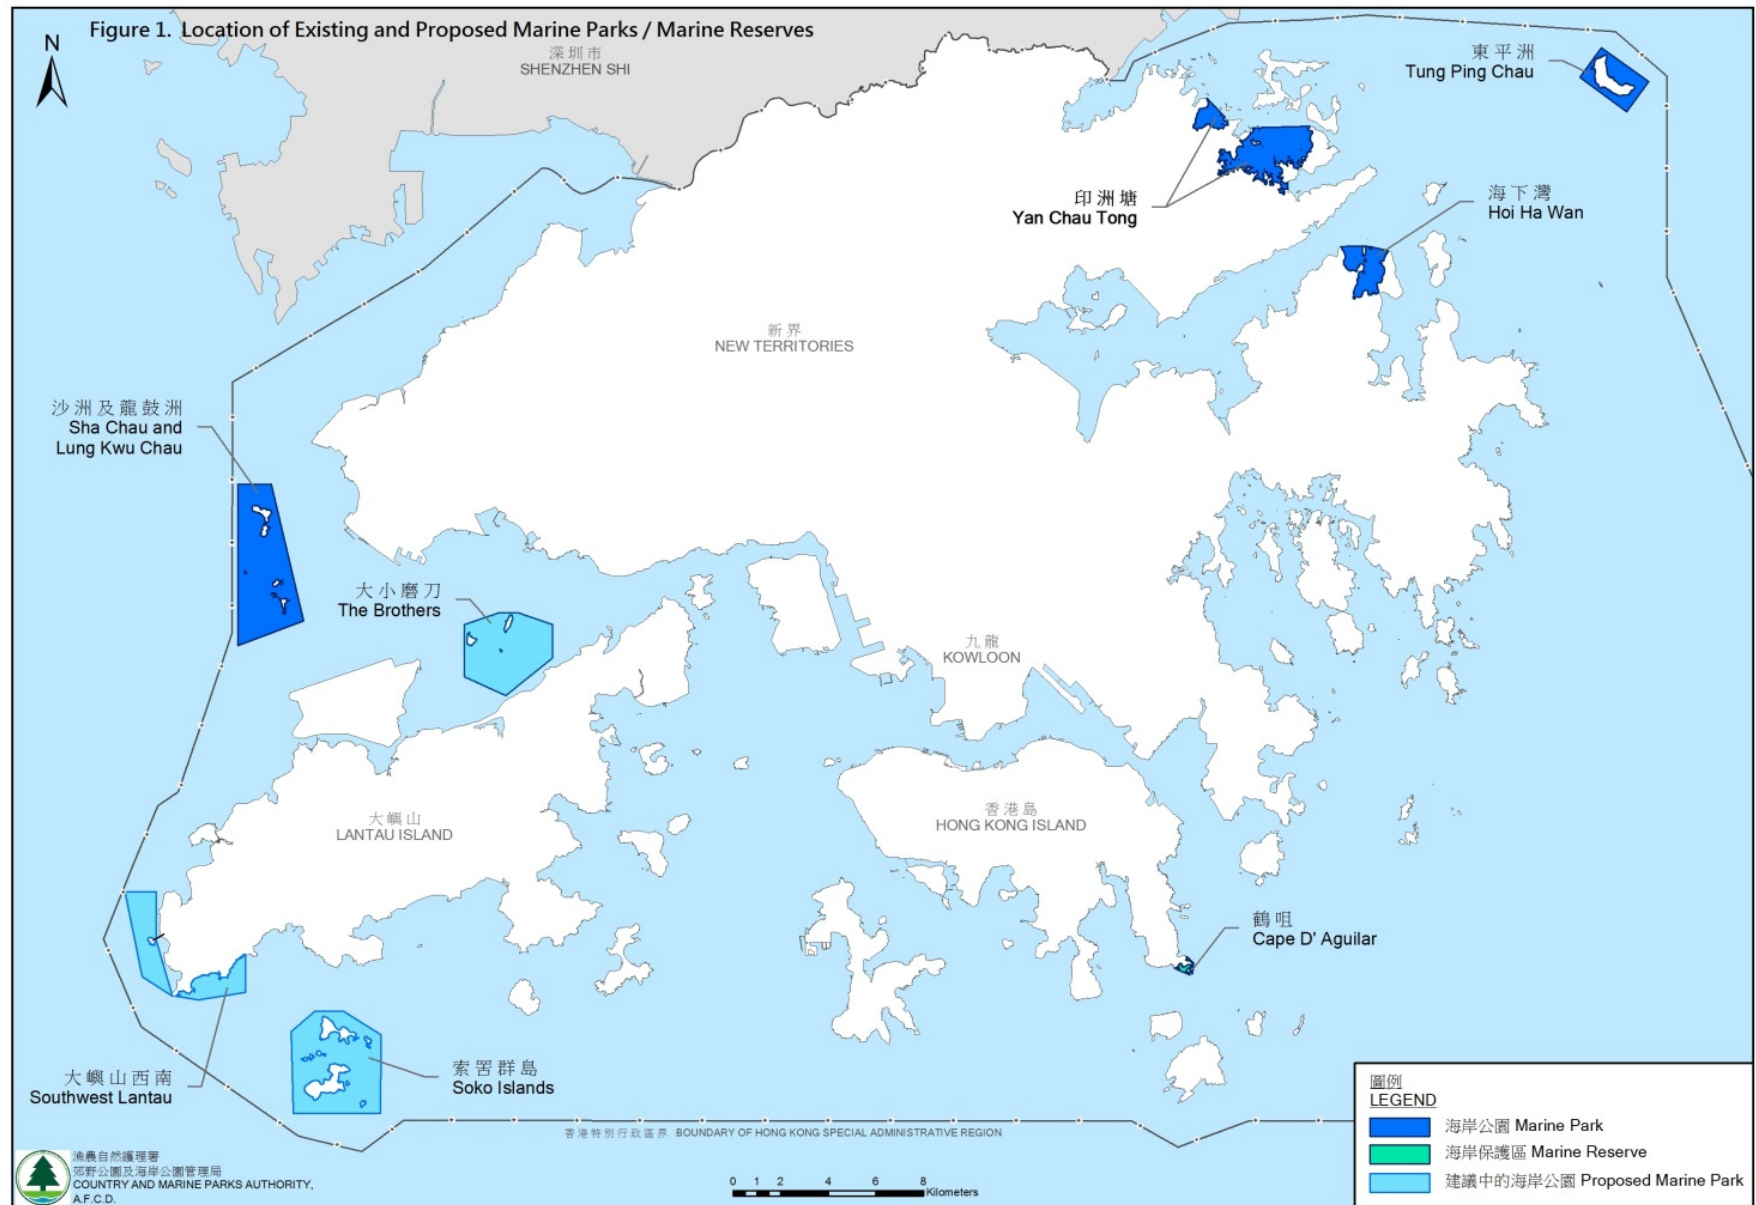 Figure 1. Location of Existing and Proposed Marine Parks / Marine Reserves
N
深圳市
SHENZHEN SHI
東平洲
Tung Ping Chau
印洲塘
Yan Chau Tong
海下灣
Hoi Ha Wan
新界
NEW TERRITORIES
沙洲及龍鼓洲
Sha Chau and
Lung Kwu Chau
大小磨刀
The Brothers
九龍
KOWLOON
大嶼山
LANTAU ISLAND
香港島
HONG KONG ISLAND
鶴咀
Cape D' Aguilar
大嶼山西南
Southwest Lantau
索罟群島
Soko Islands
香港特別行政區界 BOUNDARY OF HONG KONG SPECIAL ADMINISTRATIVE REGION
漁農自然護理署
郊野公園及海岸公園管理局
COUNTRY AND MARINE PARKS AUTHORITY,
A.F.C.D.
0 1 2 4 6 8
Kilometers
圖例
LEGEND
海岸公園 Marine Park
海岸保護區 Marine Reserve
建議中的海岸公園 Proposed Marine Park